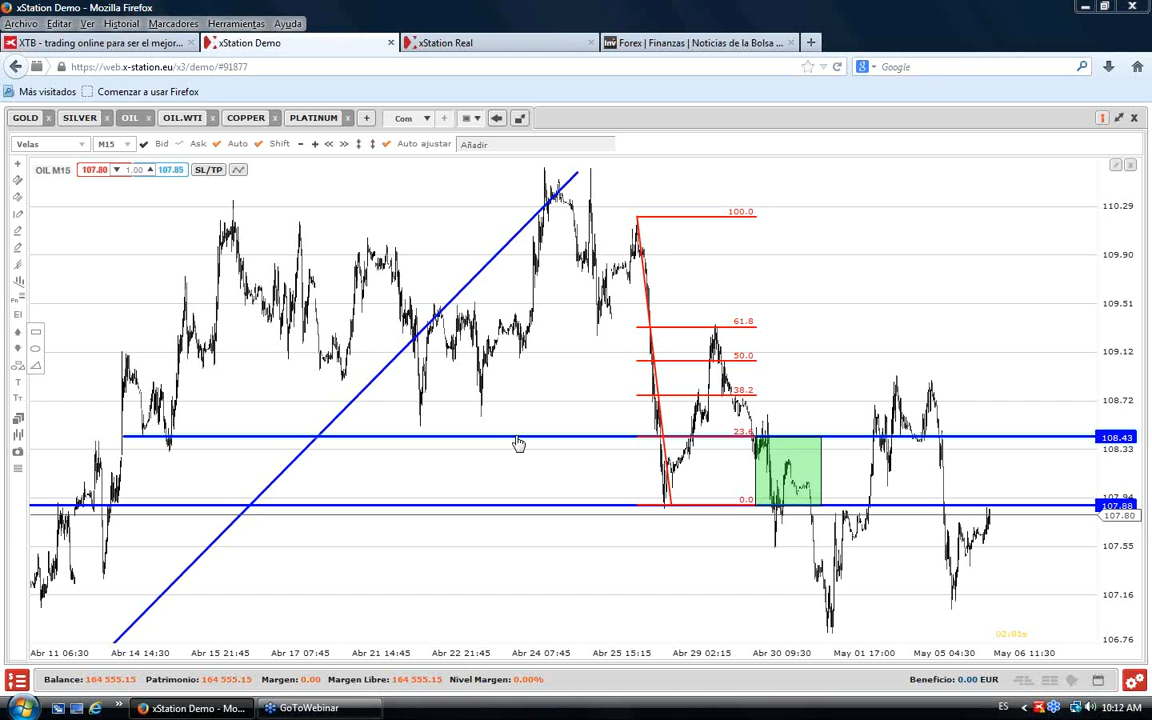 xStation Demo - Mozilla Firefox
Archivo Editar Ver Historial Marcadores Herramientas Ayuda
XTB - trading online para ser el mejor...
xStation Demo
xStation Real
Inv Forex | Finanzas | Noticias de la Bolsa ...
https://web.x-station.eu/x3/demo/#91877
Google
Más visitados Comenzar a usar Firefox
GOLD x SILVER x OIL x OIL.WTI x COPPER x PLATINUM x + Com
Velas M15 Bid Ask Auto Shift Auto ajustar Añadir
OIL M15 107.80 1.00 107.85 SL/TP
110.29
109.90
109.51
109.12
108.72
108.43
108.33
107.94
107.88
107.80
107.55
107.16
106.76
100.0
61.8
50.0
38.2
23.6
0.0
EI
T
02:05s
Abr 11 06:30 Abr 14 14:30 Abr 15 21:45 Abr 17 07:45 Abr 21 14:45 Abr 22 21:45 Abr 24 07:45 Abr 25 15:15 Abr 29 02:15 Abr 30 09:30 May 01 17:00 May 05 04:30 May 06 11:30
Balance: 164 555.15 Patrimonio: 164 555.15 Margen: 0.00 Margen Libre: 164 555.15 Nivel Margen: 0.00% Beneficio: 0.00 EUR
xStation Demo - Mo... GoToWebinar ES 10:12 AM